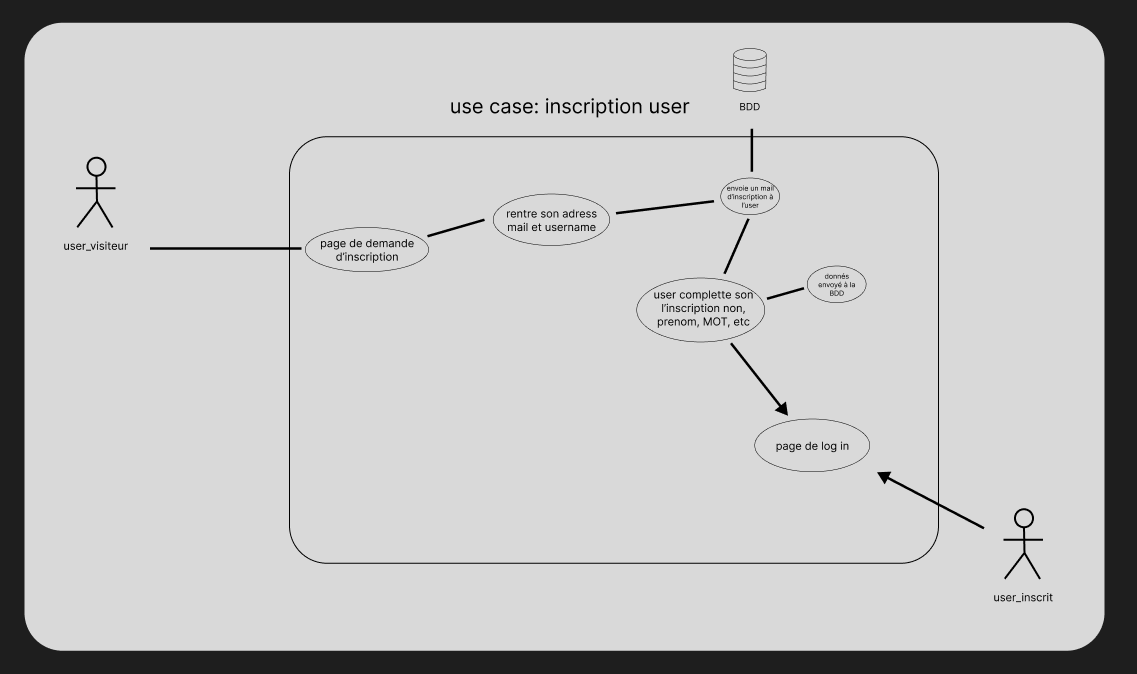 BDD
use case: inscription user
user_visiteur
page de demande
d'inscription
rentre son adress
mail et username
envoie un mail
d'inscription à
l'user
user complette son
l'inscription non,
prenom, MOT, etc
donnés
envoyé à la
BDD
page de log in
user_inscrit